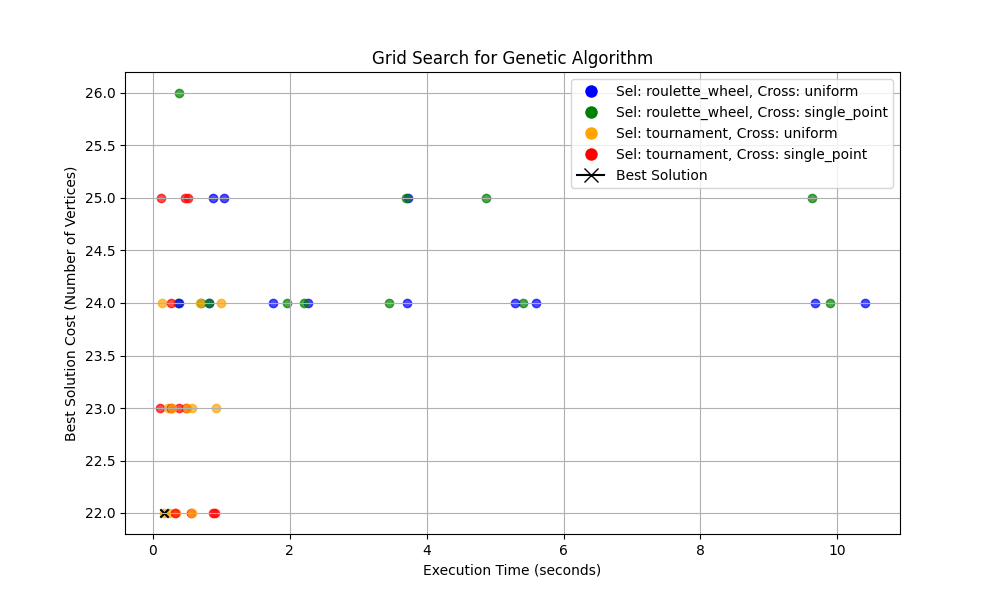 Grid Search for Genetic Algorithm
Sel: roulette_wheel, Cross: uniform
Sel: roulette_wheel, Cross: single_point
Sel: tournament, Cross: uniform
Sel: tournament, Cross: single_point
Best Solution
Best Solution Cost (Number of Vertices)
26.0
25.5
25.0
24.5
24.0
23.5
23.0
22.5
22.0
0 2 4 6 8 10
Execution Time (seconds)